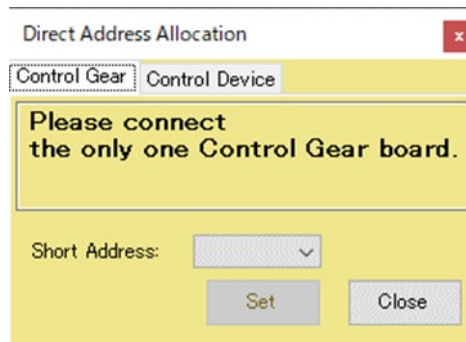 Direct Address Allocation
x
Control Gear Control Device
Please connect
the only one Control Gear board.
Short Address:
Set Close